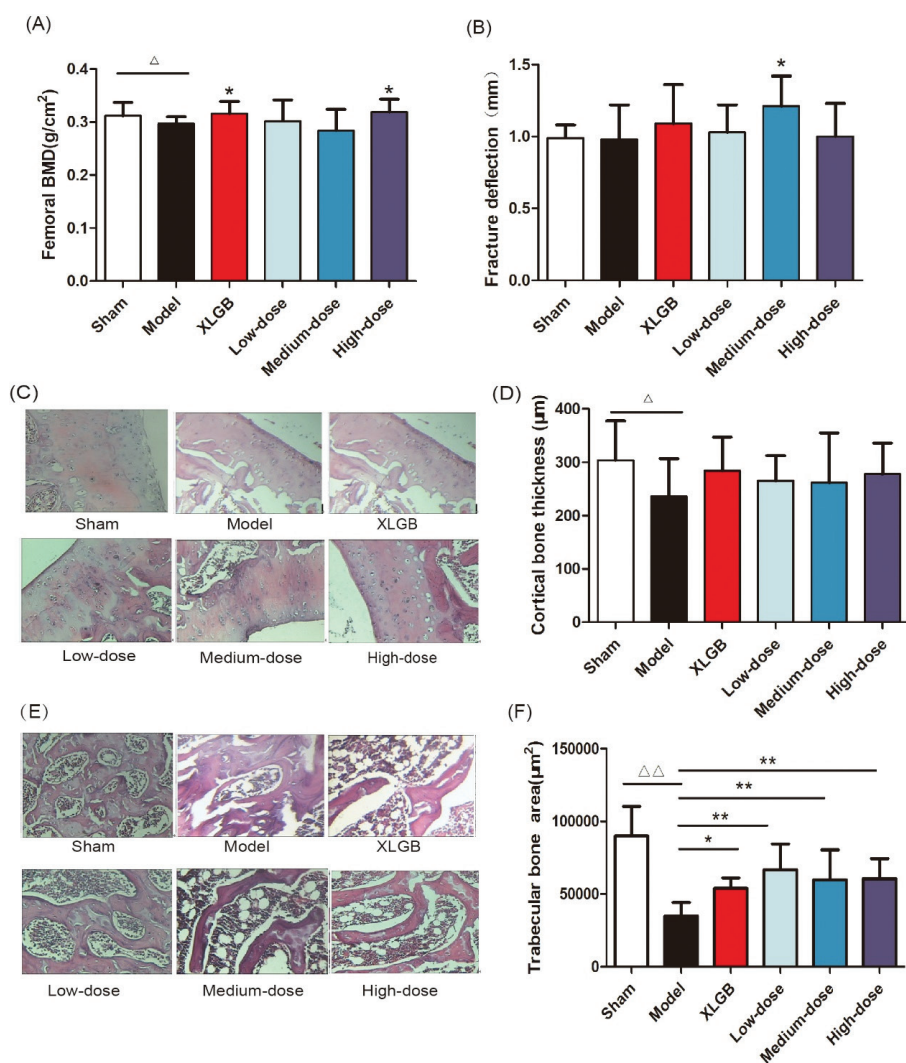 (A)
△
*
*
Femoral BMD(g/cm²)
0.4
0.3
0.2
0.1
0.0
Sham
Model
XLGB
Low-dose
Medium-dose
High-dose
(B)
*
Fracture deflection（mm）
1.5
1.0
0.5
0.0
Sham
Model
XLGB
Low-dose
Medium-dose
High-dose
(C)
Sham
Model
XLGB
Low-dose
Medium-dose
High-dose
(D)
△
Cortical bone thickness (μm)
400
300
200
100
0
Sham
Model
XLGB
Low-dose
Medium-dose
High-dose
（E)
Sham
Model
XLGB
Low-dose
Medium-dose
High-dose
(F)
△△
**
**
**
*
Trabecular bone area(μm²)
150000
100000
50000
0
Sham
Model
XLGB
Low-dose
Medium-dose
High-dose